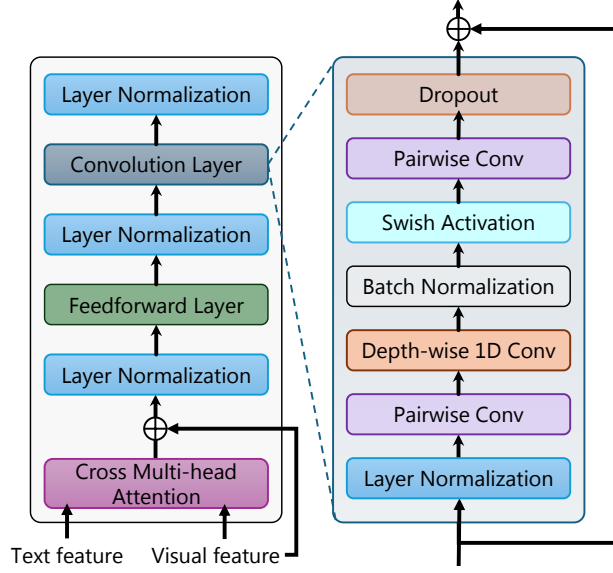 Layer Normalization
Convolution Layer
Layer Normalization
Feedforward Layer
Layer Normalization
Cross Multi-head
Attention
Text feature
Visual feature
Dropout
Pairwise Conv
Swish Activation
Batch Normalization
Depth-wise 1D Conv
Pairwise Conv
Layer Normalization